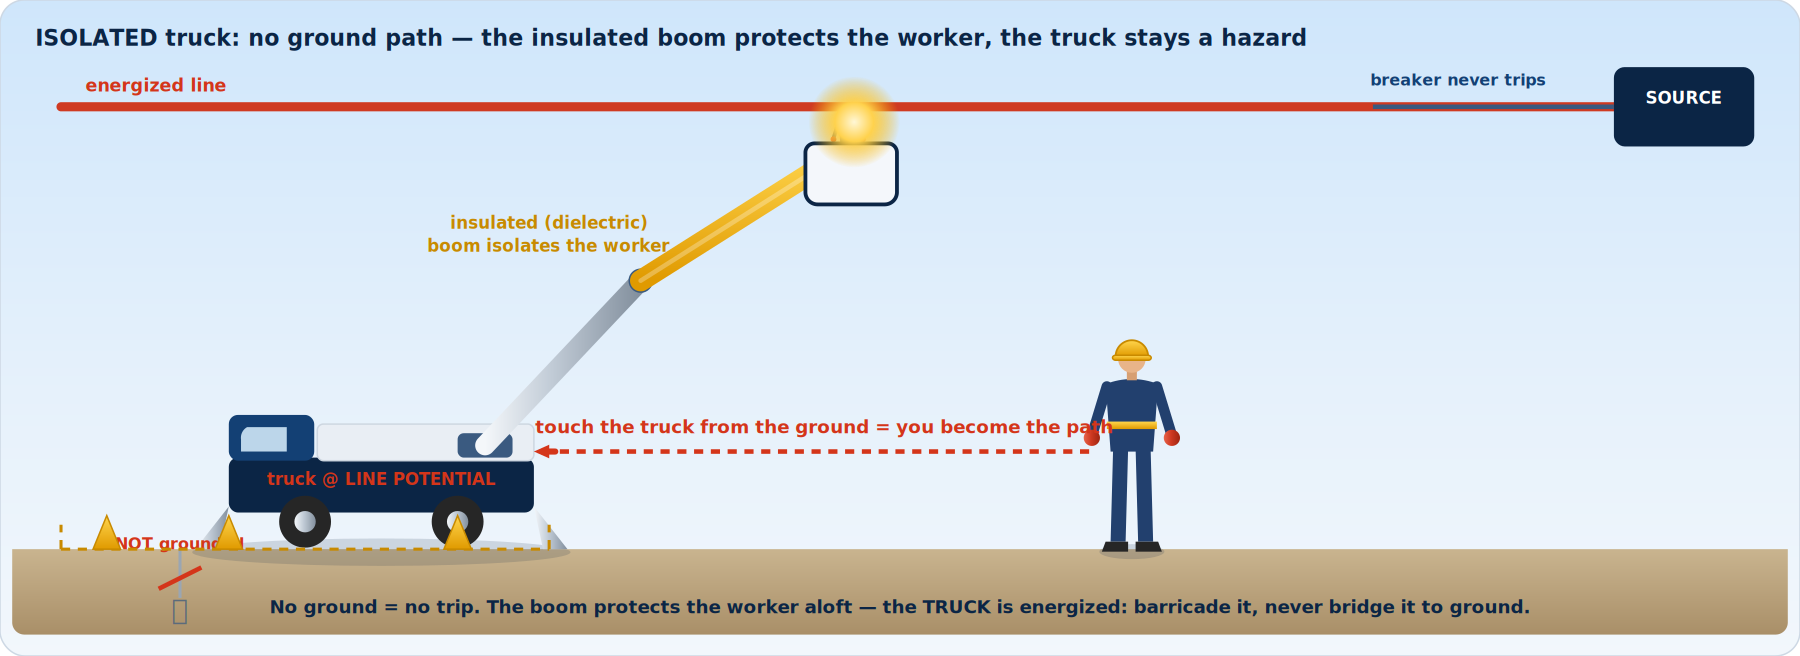 ISOLATED truck: no ground path — the insulated boom protects the worker, the truck stays a hazard
energized line
breaker never trips
SOURCE
insulated (dielectric)
boom isolates the worker
touch the truck from the ground = you become the path
truck @ LINE POTENTIAL
NOT grounded
No ground = no trip. The boom protects the worker aloft — the TRUCK is energized: barricade it, never bridge it to ground.